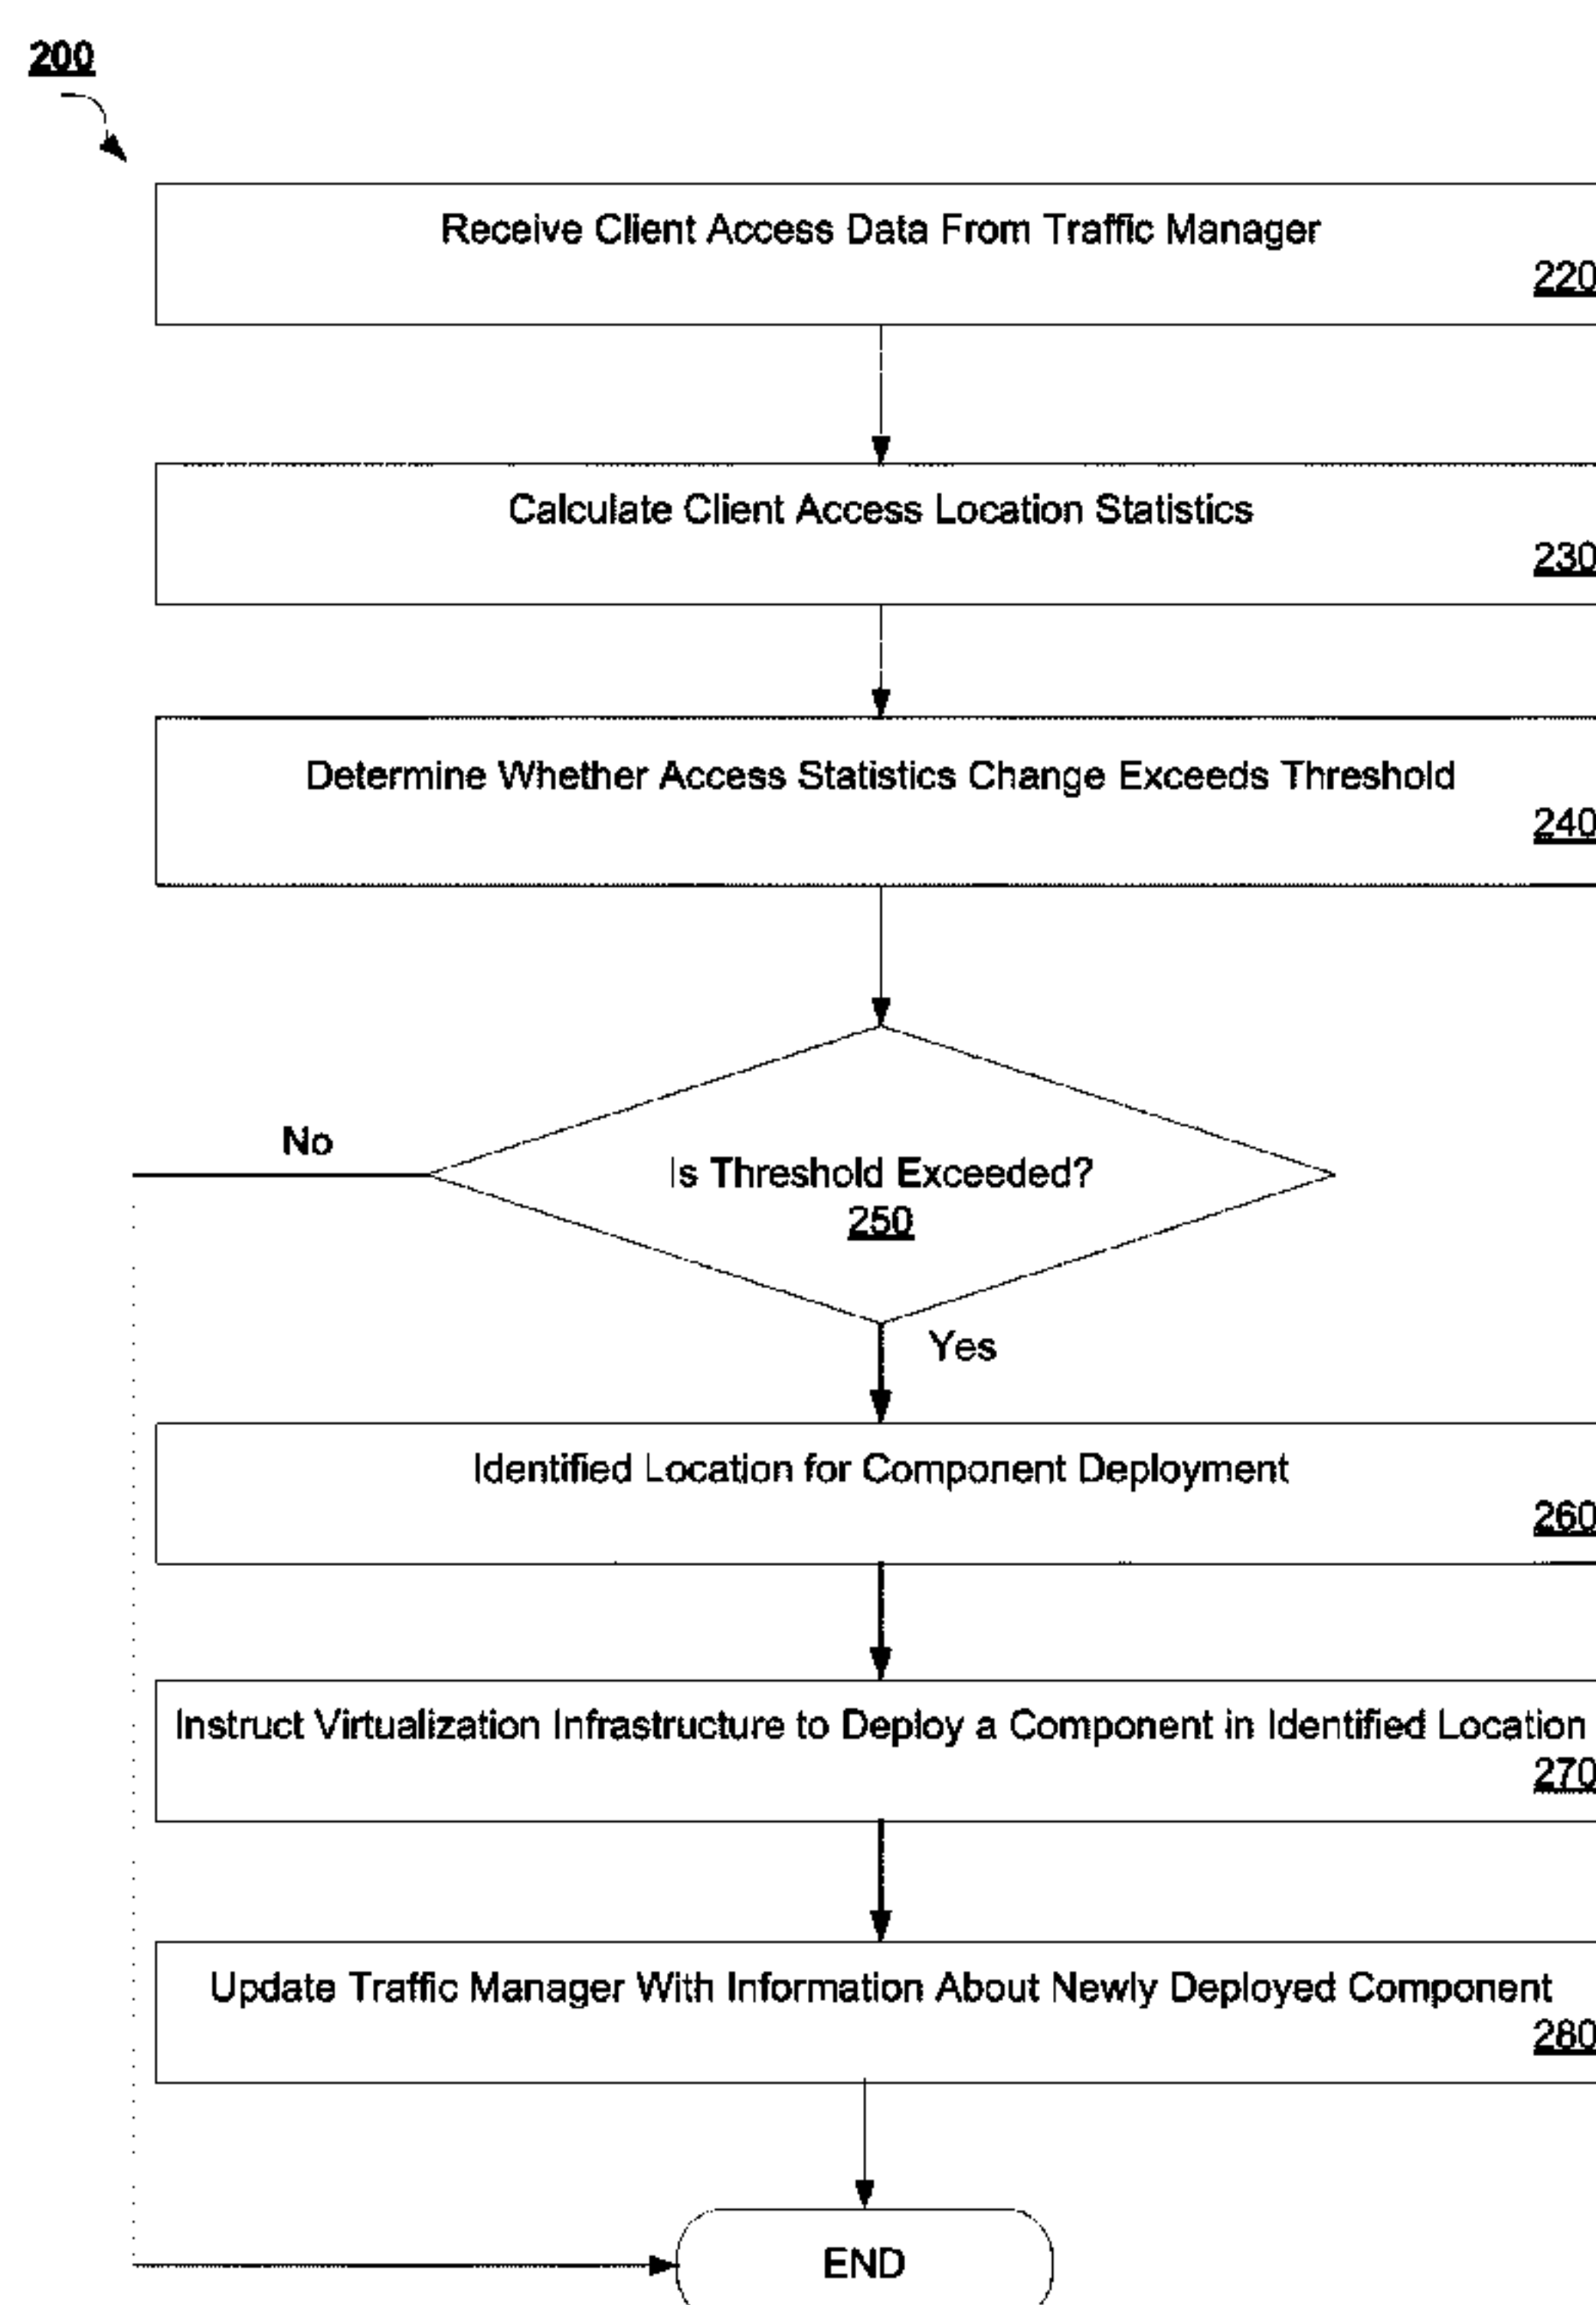 200
Receive Client Access Data From Traffic Manager
220
Calculate Client Access Location Statistics
230
Determine Whether Access Statistics Change Exceeds Threshold
240
No
Is Threshold Exceeded?
250
Yes
Identified Location for Component Deployment
260
Instruct Virtualization Infrastructure to Deploy a Component in Identified Location
270
Update Traffic Manager With Information About Newly Deployed Component
280
END